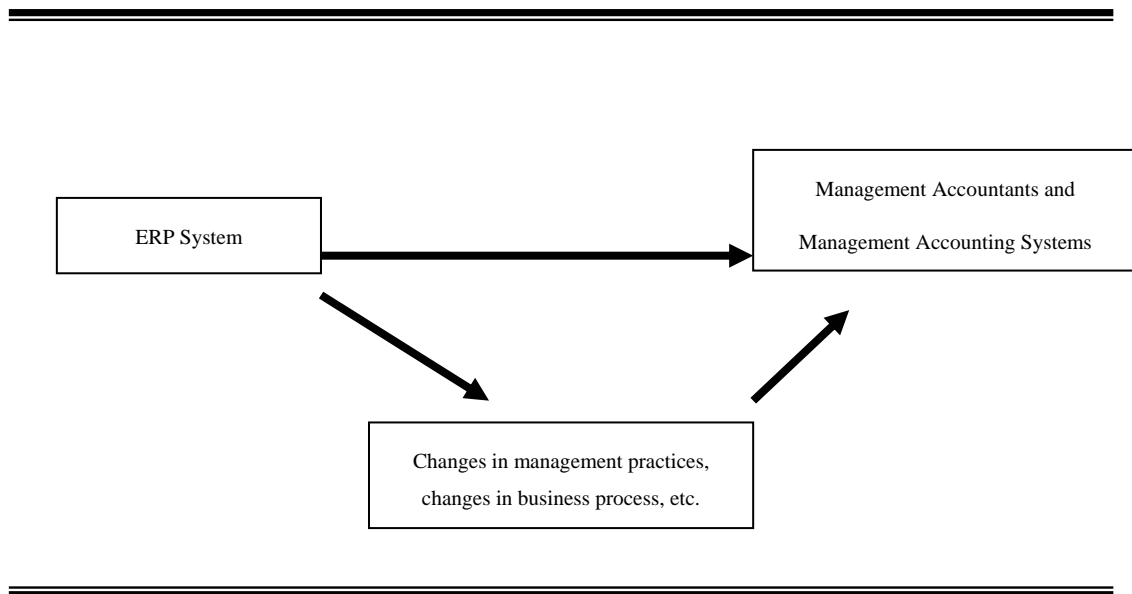 Management Accountants and
Management Accounting Systems
ERP System
Changes in management practices,
changes in business process, etc.